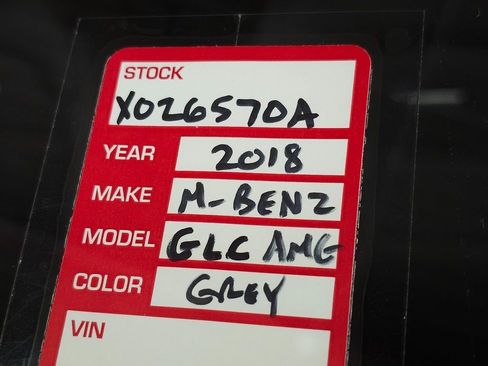 STOCK
X026570A
YEAR 2018
MAKE M-BENZ
MODEL GLC AMG
COLOR GREY
VIN